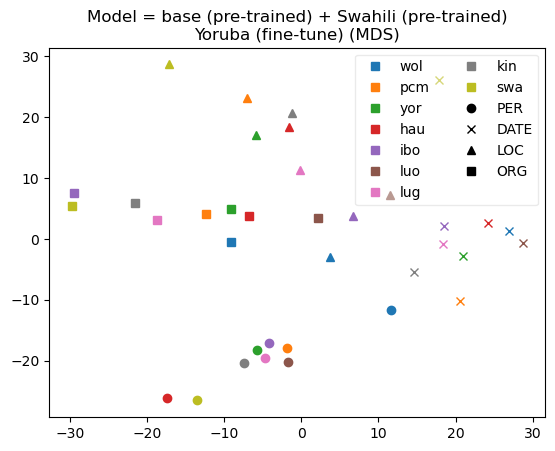 Model = base (pre-trained) + Swahili (pre-trained)
Yoruba (fine-tune) (MDS)
30
20
10
0
−10
−20
−30
−20
−10
0
10
20
30
wol
pcm
yor
hau
ibo
luo
lug
kin
swa
PER
DATE
LOC
ORG